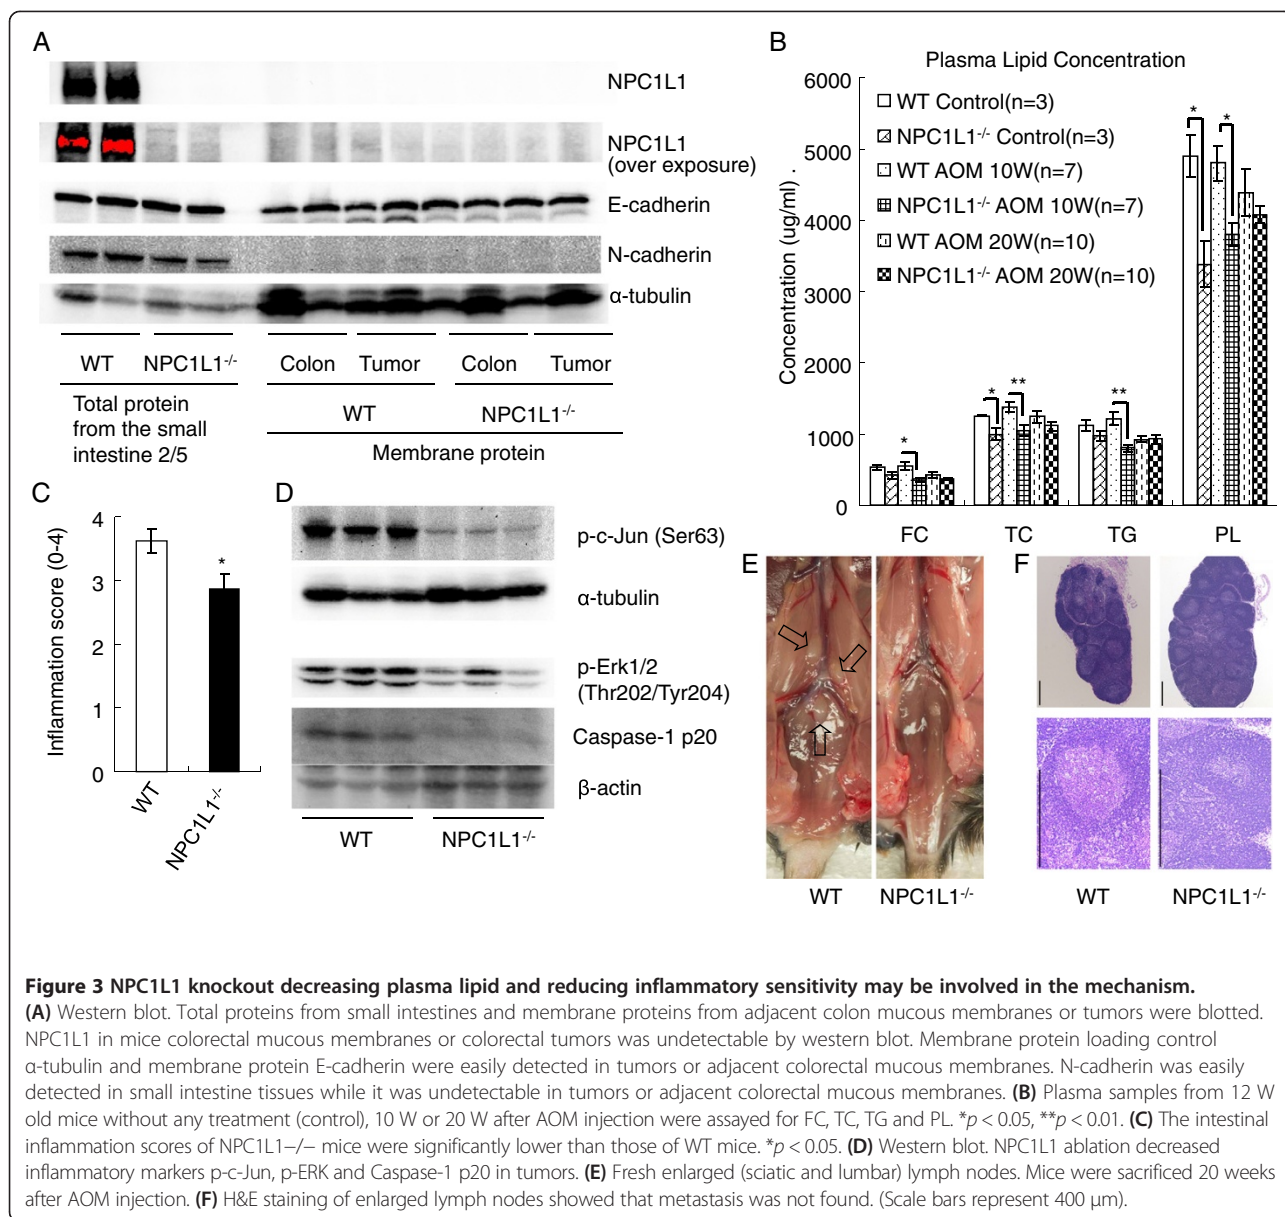 A
NPC1L1
NPC1L1
(over exposure)
E-cadherin
N-cadherin
α-tubulin
WT NPC1L1-/- Colon Tumor Colon Tumor
Total protein
from the small
intestine 2/5
WT NPC1L1-/-
Membrane protein
B
Plasma Lipid Concentration
Concentration (ug/ml) .
6000
5000
4000
3000
2000
1000
0
WT Control(n=3)
NPC1L1-/- Control(n=3)
WT AOM 10W(n=7)
NPC1L1-/- AOM 10W(n=7)
WT AOM 20W(n=10)
NPC1L1-/- AOM 20W(n=10)
* * ** ** * *
FC TC TG PL
C
Inflammation score (0-4)
4
3
2
1
0
*
WT
NPC1L1-/-
D
p-c-Jun (Ser63)
α-tubulin
p-Erk1/2
(Thr202/Tyr204)
Caspase-1 p20
β-actin
WT NPC1L1-/-
E
WT NPC1L1-/-
F
WT NPC1L1-/-
Figure 3 NPC1L1 knockout decreasing plasma lipid and reducing inflammatory sensitivity may be involved in the mechanism.
(A) Western blot. Total proteins from small intestines and membrane proteins from adjacent colon mucous membranes or tumors were blotted.
NPC1L1 in mice colorectal mucous membranes or colorectal tumors was undetectable by western blot. Membrane protein loading control
α-tubulin and membrane protein E-cadherin were easily detected in tumors or adjacent colorectal mucous membranes. N-cadherin was easily
detected in small intestine tissues while it was undetectable in tumors or adjacent colorectal mucous membranes. (B) Plasma samples from 12 W
old mice without any treatment (control), 10 W or 20 W after AOM injection were assayed for FC, TC, TG and PL. *p < 0.05, **p < 0.01. (C) The intestinal
inflammation scores of NPC1L1−/− mice were significantly lower than those of WT mice. *p < 0.05. (D) Western blot. NPC1L1 ablation decreased
inflammatory markers p-c-Jun, p-ERK and Caspase-1 p20 in tumors. (E) Fresh enlarged (sciatic and lumbar) lymph nodes. Mice were sacrificed 20 weeks
after AOM injection. (F) H&E staining of enlarged lymph nodes showed that metastasis was not found. (Scale bars represent 400 μm).